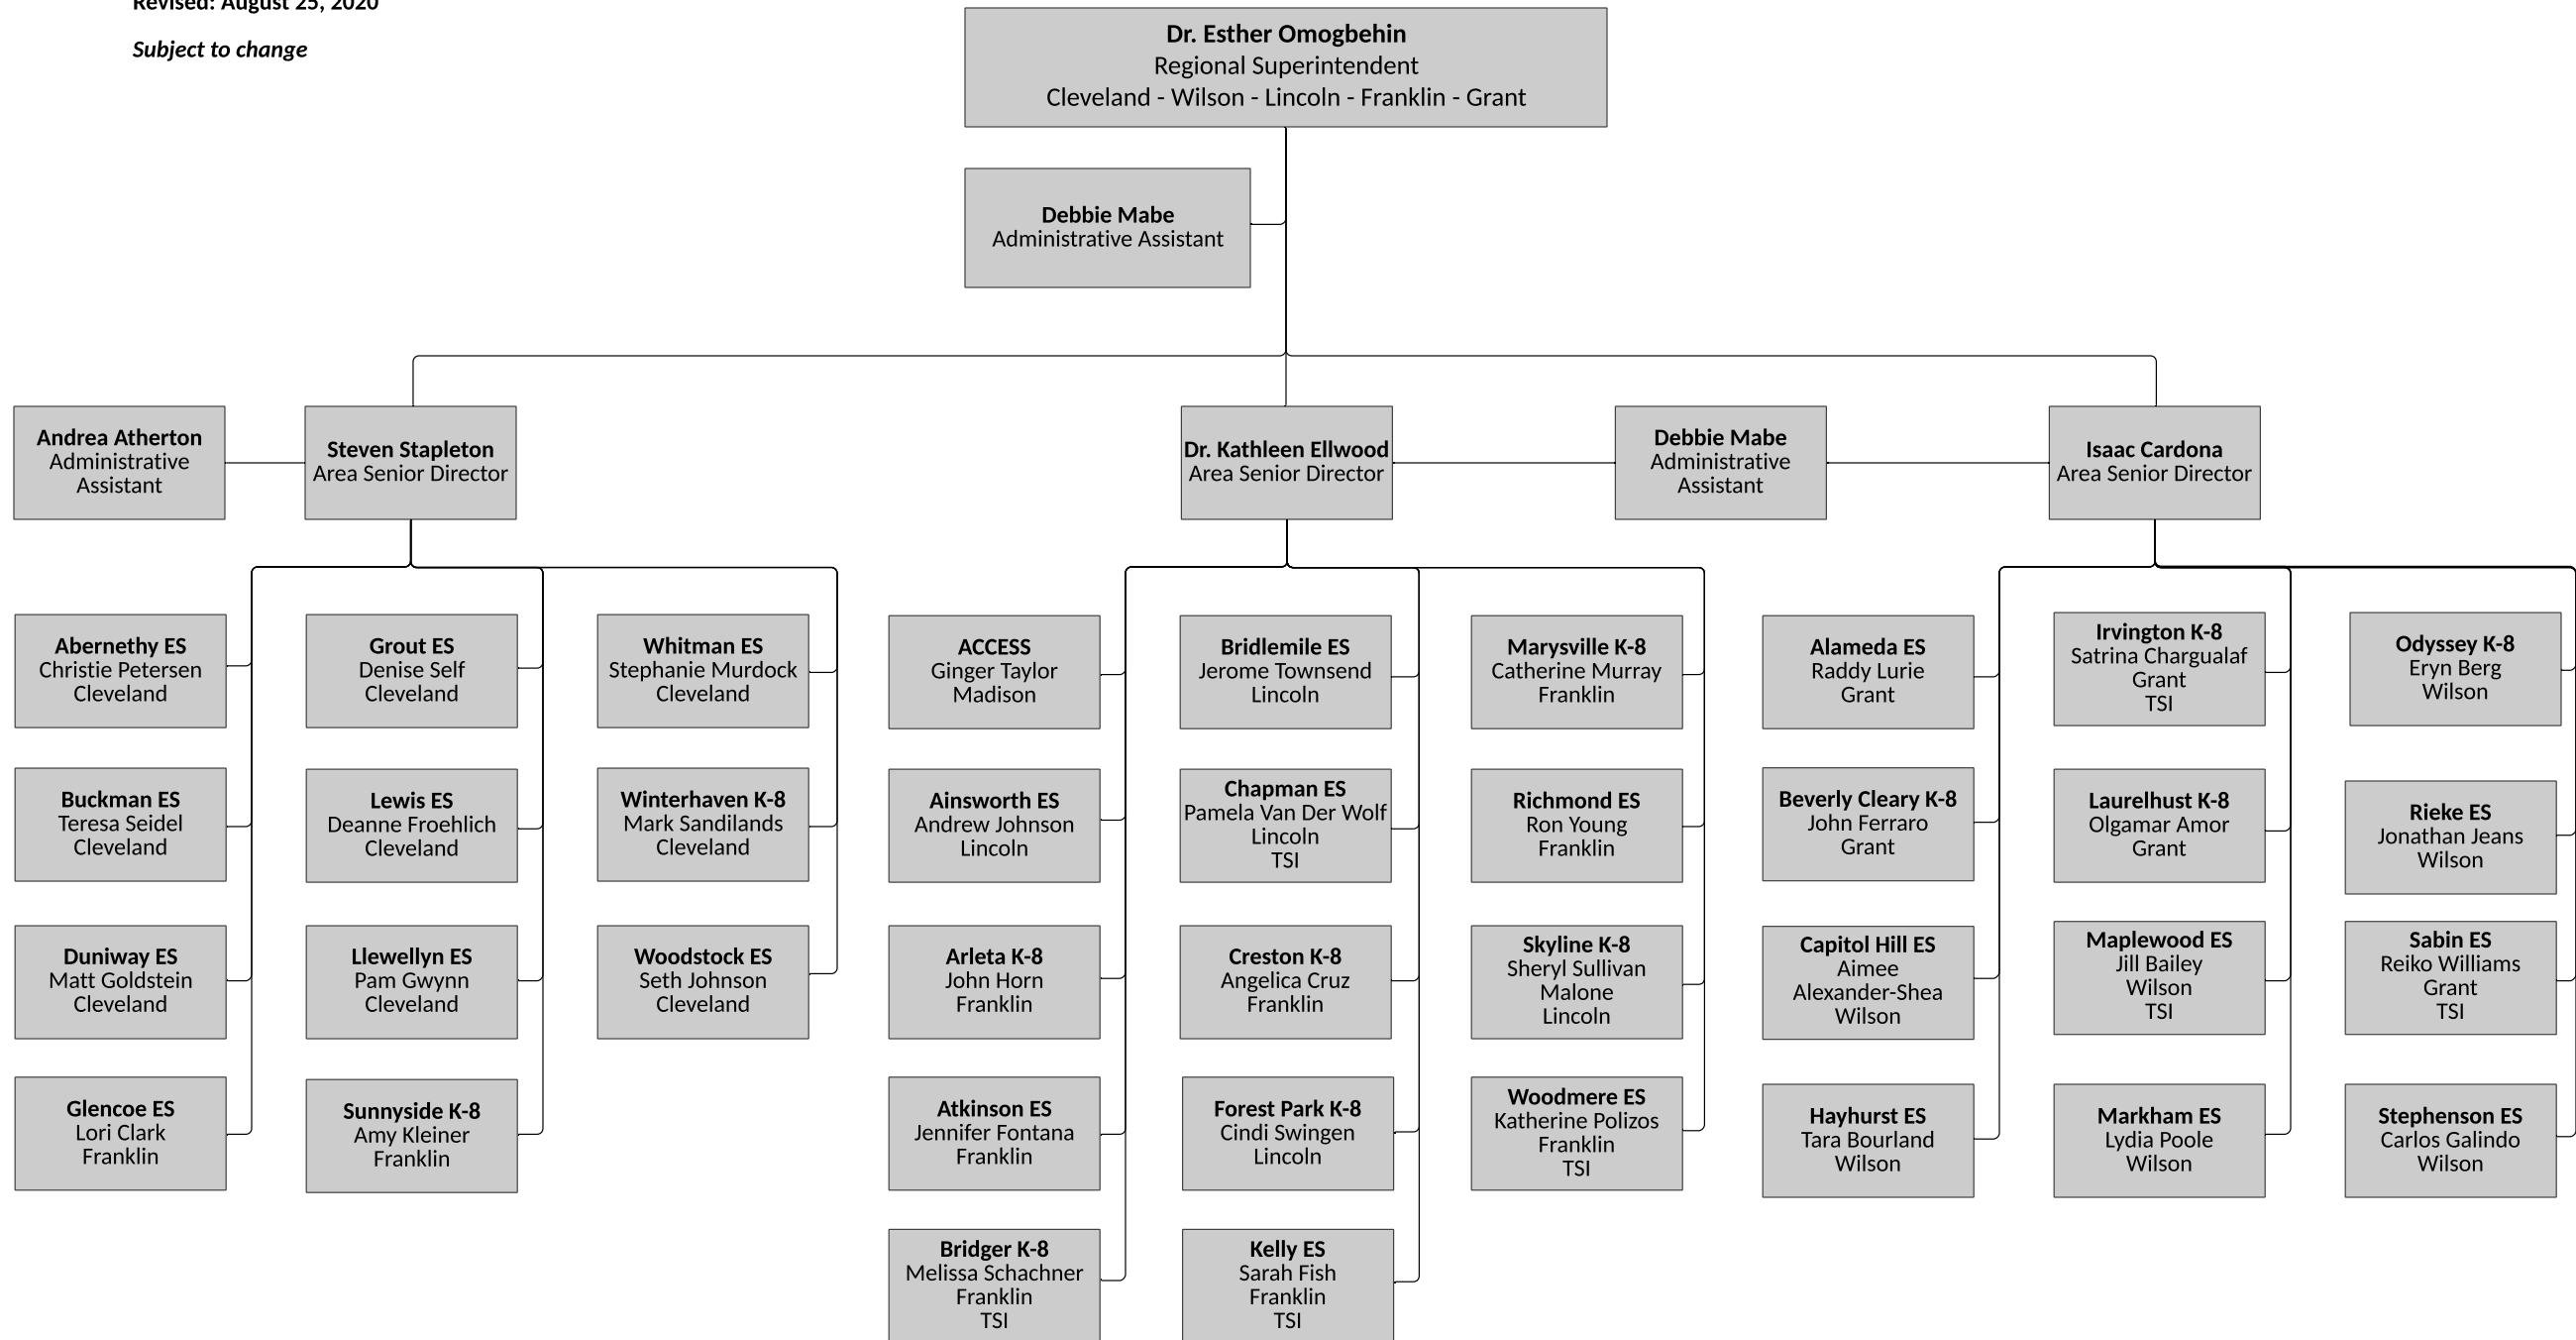 Revised: August 25, 2020
Subject to change
Dr. Esther Omogbehin
Regional Superintendent
Cleveland - Wilson - Lincoln - Franklin - Grant
Debbie Mabe
Administrative Assistant
Andrea Atherton
Administrative
Assistant
Steven Stapleton
Area Senior Director
Dr. Kathleen Ellwood
Area Senior Director
Debbie Mabe
Administrative
Assistant
Isaac Cardona
Area Senior Director
Abernethy ES
Christie Petersen
Cleveland
Grout ES
Denise Self
Cleveland
Whitman ES
Stephanie Murdock
Cleveland
ACCESS
Ginger Taylor
Madison
Bridlemile ES
Jerome Townsend
Lincoln
Marysville K-8
Catherine Murray
Franklin
Alameda ES
Raddy Lurie
Grant
Irvington K-8
Satrina Chargualaf
Grant
TSI
Odyssey K-8
Eryn Berg
Wilson
Buckman ES
Teresa Seidel
Cleveland
Lewis ES
Deanne Froehlich
Cleveland
Winterhaven K-8
Mark Sandilands
Cleveland
Ainsworth ES
Andrew Johnson
Lincoln
Chapman ES
Pamela Van Der Wolf
Lincoln
TSI
Richmond ES
Ron Young
Franklin
Beverly Cleary K-8
John Ferraro
Grant
Laurelhust K-8
Olgamar Amor
Grant
Rieke ES
Jonathan Jeans
Wilson
Duniway ES
Matt Goldstein
Cleveland
Llewellyn ES
Pam Gwynn
Cleveland
Woodstock ES
Seth Johnson
Cleveland
Arleta K-8
John Horn
Franklin
Creston K-8
Angelica Cruz
Franklin
Skyline K-8
Sheryl Sullivan
Malone
Lincoln
Capitol Hill ES
Aimee
Alexander-Shea
Wilson
Maplewood ES
Jill Bailey
Wilson
TSI
Sabin ES
Reiko Williams
Grant
TSI
Glencoe ES
Lori Clark
Franklin
Sunnyside K-8
Amy Kleiner
Franklin
Atkinson ES
Jennifer Fontana
Franklin
Forest Park K-8
Cindi Swingen
Lincoln
Woodmere ES
Katherine Polizos
Franklin
TSI
Hayhurst ES
Tara Bourland
Wilson
Markham ES
Lydia Poole
Wilson
Stephenson ES
Carlos Galindo
Wilson
Bridger K-8
Melissa Schachner
Franklin
TSI
Kelly ES
Sarah Fish
Franklin
TSI